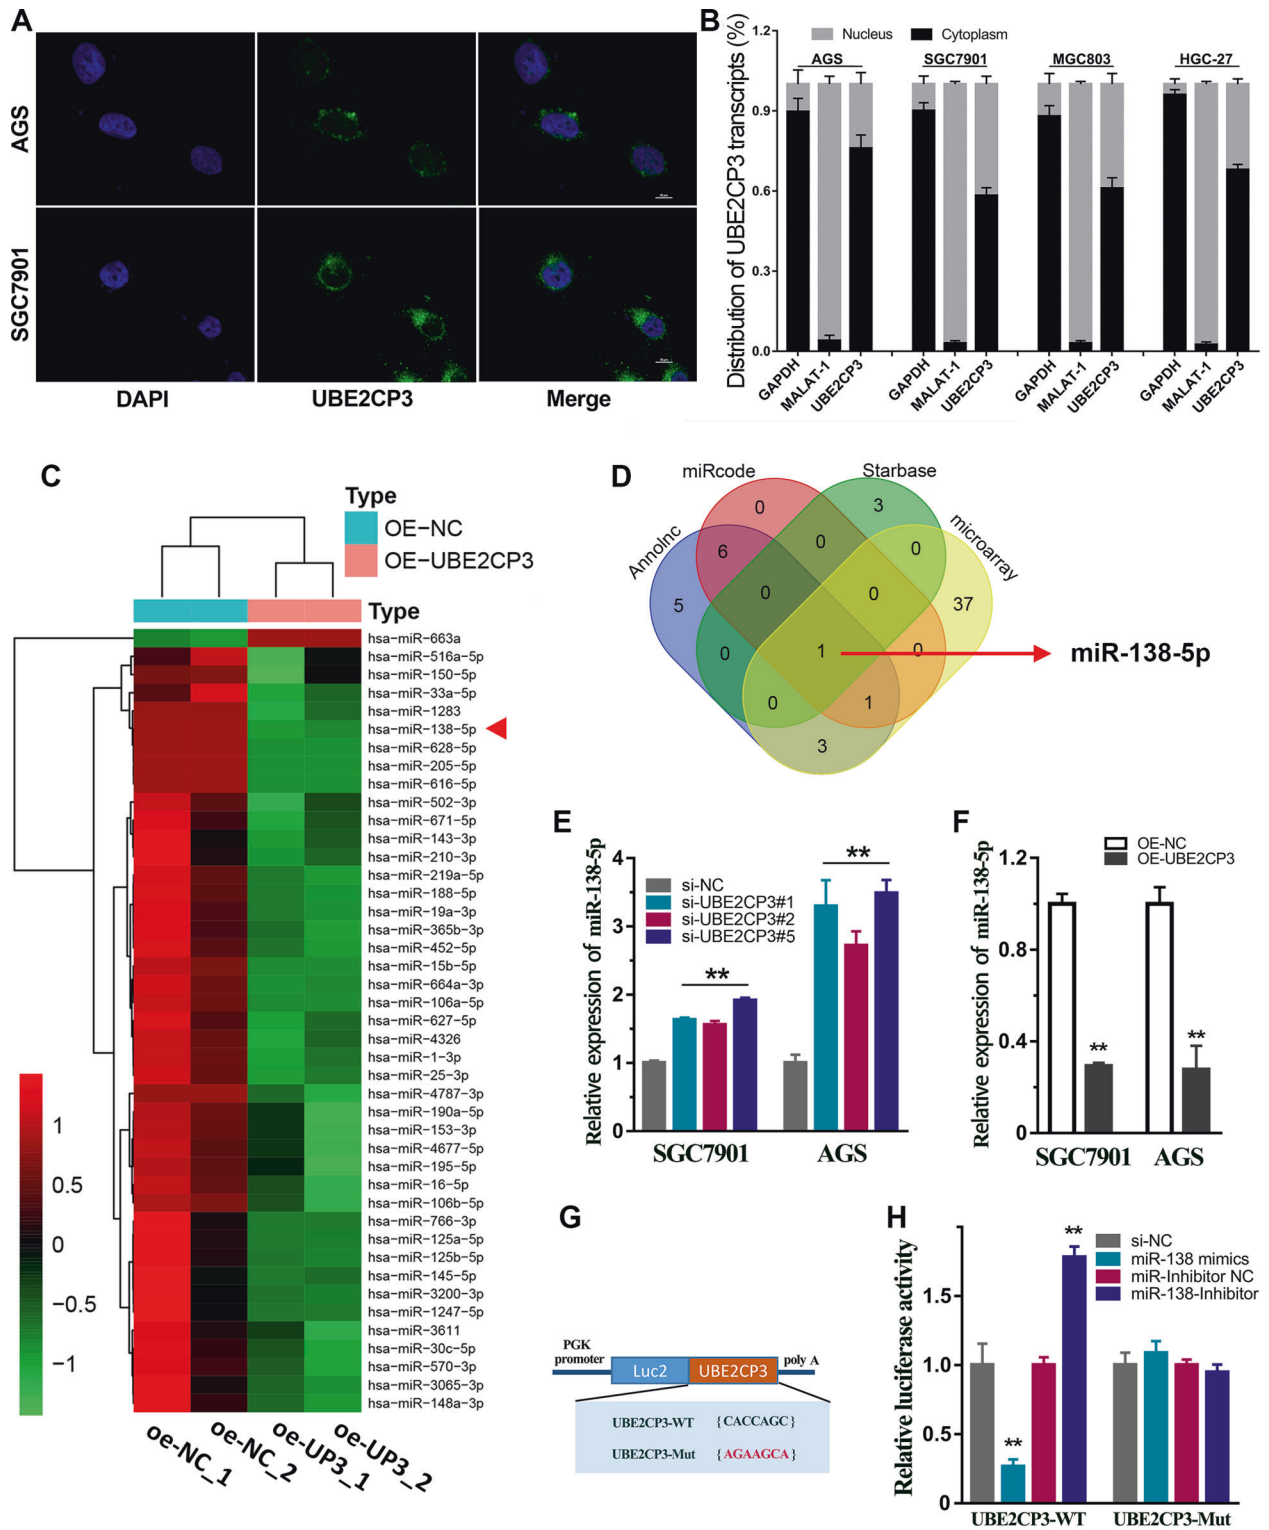 A
AGS
SGC7901
DAPI
UBE2CP3
Merge
B
Nucleus
Cytoplasm
Distribution of UBE2CP3 transcripts (%)
1.2
0.9
0.6
0.3
0.0
AGS
SGC7901
MGC803
HGC-27
GAPDH
MALAT-1
UBE2CP3
GAPDH
MALAT-1
UBE2CP3
GAPDH
MALAT-1
UBE2CP3
GAPDH
MALAT-1
UBE2CP3
C
Type
OE−NC
OE−UBE2CP3
Type
hsa−miR−663a
hsa−miR−516a−5p
hsa−miR−150−5p
hsa−miR−33a−5p
hsa−miR−1283
hsa−miR−138−5p
hsa−miR−628−5p
hsa−miR−205−5p
hsa−miR−616−5p
hsa−miR−502−3p
hsa−miR−671−5p
hsa−miR−143−3p
hsa−miR−210−3p
hsa−miR−219a−5p
hsa−miR−188−5p
hsa−miR−19a−3p
hsa−miR−365b−3p
hsa−miR−452−5p
hsa−miR−15b−5p
hsa−miR−664a−3p
hsa−miR−106a−5p
hsa−miR−627−5p
hsa−miR−4326
hsa−miR−1−3p
hsa−miR−25−3p
hsa−miR−4787−3p
hsa−miR−190a−5p
hsa−miR−153−3p
hsa−miR−4677−5p
hsa−miR−195−5p
hsa−miR−16−5p
hsa−miR−106b−5p
hsa−miR−766−3p
hsa−miR−125a−5p
hsa−miR−125b−5p
hsa−miR−145−5p
hsa−miR−3200−3p
hsa−miR−1247−5p
hsa−miR−3611
hsa−miR−30c−5p
hsa−miR−570−3p
hsa−miR−3065−3p
hsa−miR−148a−3p
1
0.5
0
−0.5
−1
oe-NC_1
oe-NC_2
oe-UP3_1
oe-UP3_2
D
Annolnc
miRcode
Starbase
microarray
0
3
6
0
0
5
0
0
37
0
1
0
0
1
3
miR-138-5p
E
Relative expression of miR-138-5p
4
3
2
1
0
si-NC
si-UBE2CP3#1
si-UBE2CP3#2
si-UBE2CP3#5
**
**
SGC7901
AGS
F
Relative expression of miR-138-5p
OE-NC
OE-UBE2CP3
1.2
0.8
0.4
0
**
**
SGC7901
AGS
G
PGK
promoter
Luc2
UBE2CP3
poly A
UBE2CP3-WT {CACCAGC}
UBE2CP3-Mut {AGAAGCA}
H
Relative luciferase activity
1.5
1.0
0.5
0
si-NC
miR-138 mimics
miR-Inhibitor NC
miR-138-Inhibitor
**
**
UBE2CP3-WT
UBE2CP3-Mut